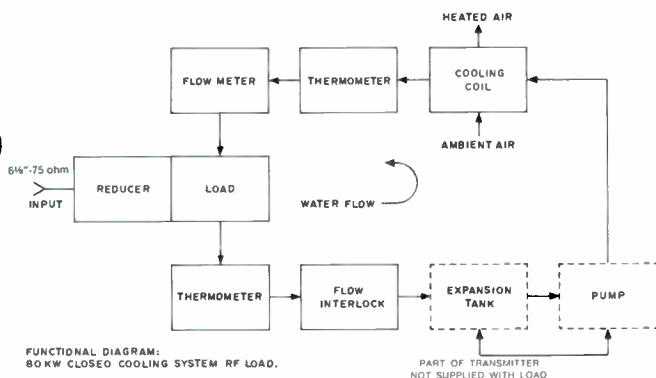 HEATED AIR
FLOW METER
THERMOMETER
COOLING
COIL
AMBIENT AIR
6⅛"-75 ohm
INPUT
REDUCER
LOAD
WATER FLOW
THERMOMETER
FLOW
INTERLOCK
EXPANSION
TANK
PUMP
FUNCTIONAL DIAGRAM:
80 KW CLOSED COOLING SYSTEM RF LOAD.
PART OF TRANSMITTER
NOT SUPPLIED WITH LOAD